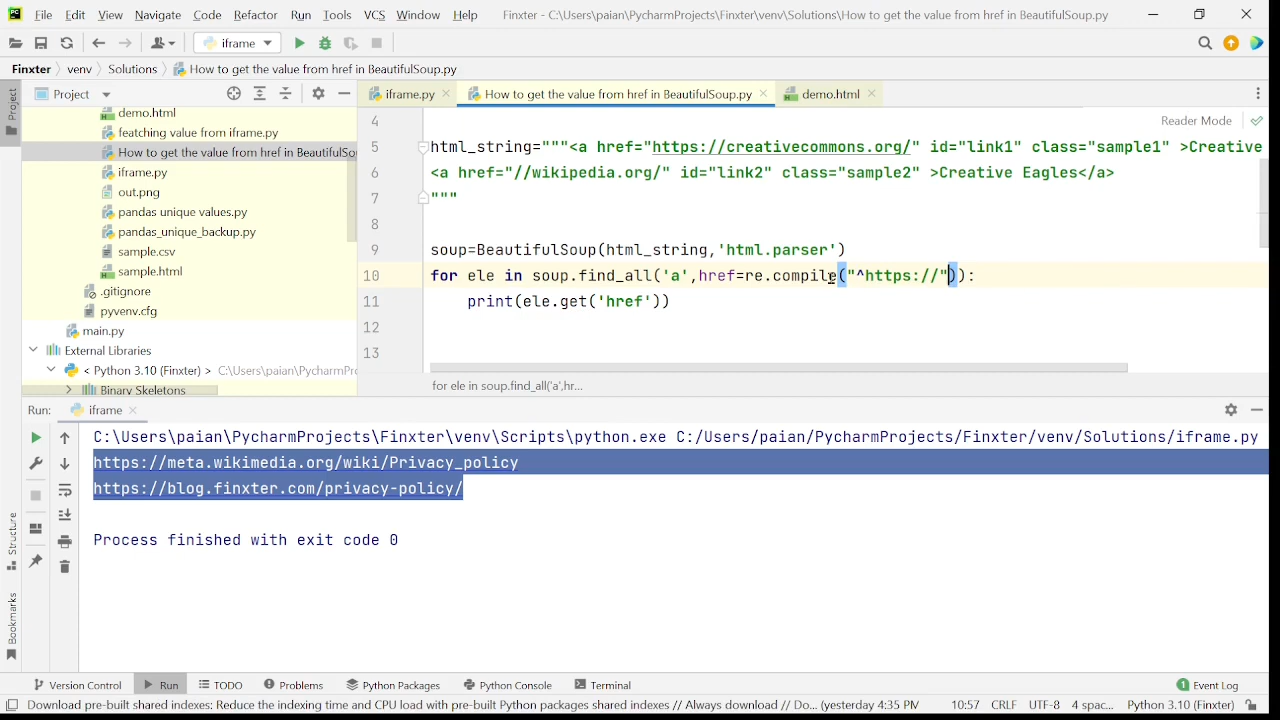 PC File Edit View Navigate Code Refactor Run Tools VCS Window Help Finxter - C:\Users\paian\PycharmProjects\Finxter\venv\Solutions\How to get the value from href in BeautifulSoup.py
iframe
Finxter venv Solutions How to get the value from href in BeautifulSoup.py
Project
Project
iframe.py
How to get the value from href in BeautifulSoup.py
demo.html
demo.html
featching value from iframe.py
How to get the value from href in BeautifulSo
iframe.py
out.png
pandas unique values.py
pandas_unique_backup.py
sample.csv
sample.html
.gitignore
pyvenv.cfg
main.py
External Libraries
< Python 3.10 (Finxter) > C:\Users\paian\PycharmPr
Binary Skeletons
Reader Mode
4
5 html_string="""<a href="https://creativecommons.org/" id="link1" class="sample1" >Creative
6 <a href="//wikipedia.org/" id="link2" class="sample2" >Creative Eagles</a>
7 """
8
9 soup=BeautifulSoup(html_string,'html.parser')
10 for ele in soup.find_all('a',href=re.compile("^https://")):
11 print(ele.get('href'))
12
13
for ele in soup.find_all('a',hr...
Run: iframe
C:\Users\paian\PycharmProjects\Finxter\venv\Scripts\python.exe C:/Users/paian/PycharmProjects/Finxter/venv/Solutions/iframe.py
https://meta.wikimedia.org/wiki/Privacy_policy
https://blog.finxter.com/privacy-policy/
Process finished with exit code 0
Structure
Bookmarks
Version Control Run TODO Problems Python Packages Python Console Terminal 1 Event Log
Download pre-built shared indexes: Reduce the indexing time and CPU load with pre-built Python packages shared indexes // Always download // Do... (yesterday 4:35 PM) 10:57 CRLF UTF-8 4 spac... Python 3.10 (Finxter)